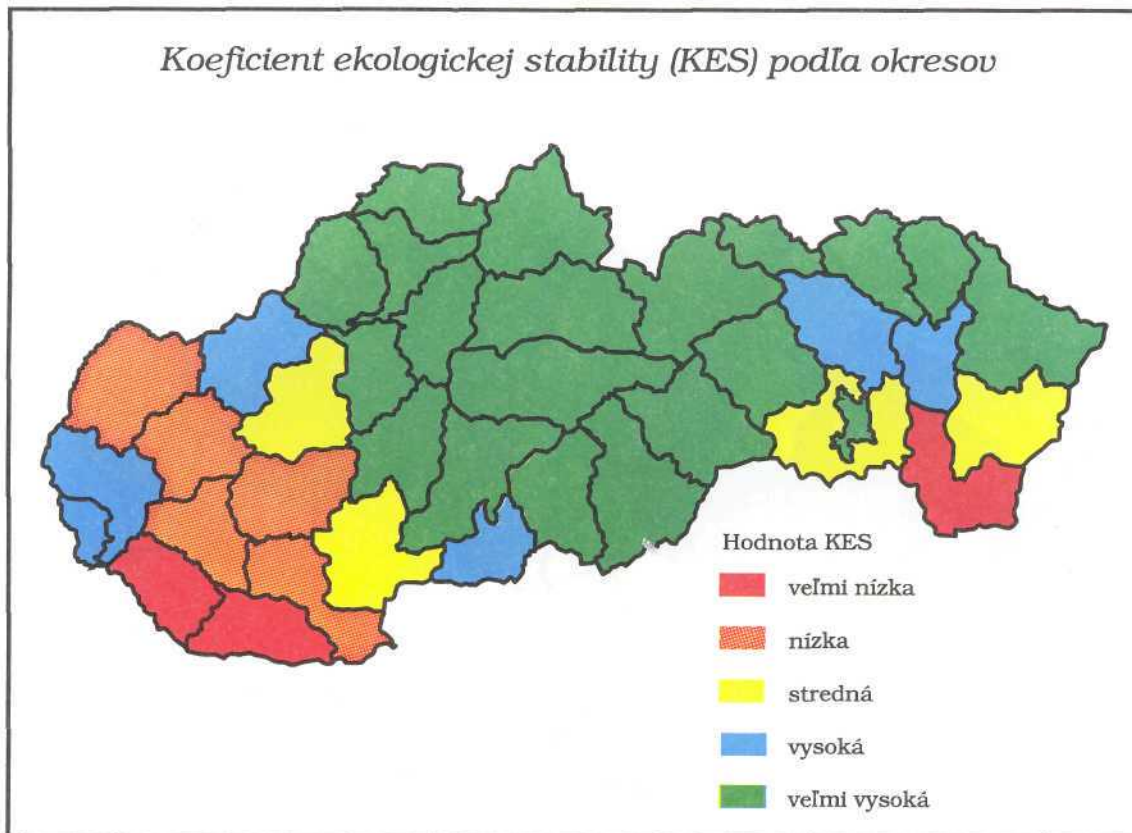 Koeficient ekologickej stability (KES) podľa okresov
Hodnota KES
veľmi nízka
nízka
stredná
vysoká
veľmi vysoká